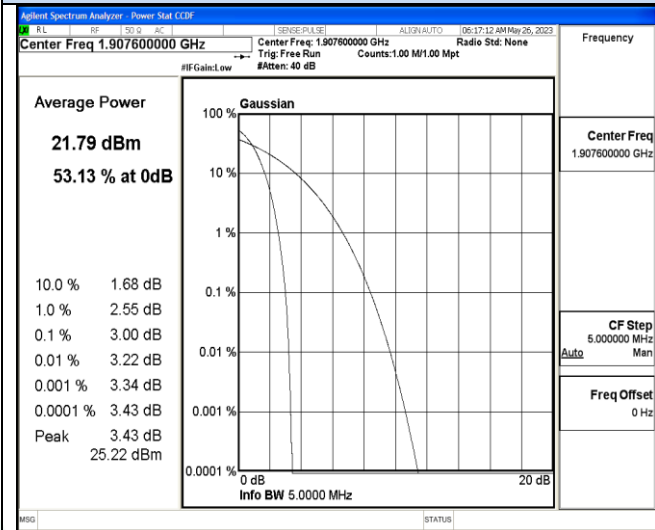 Agilent Spectrum Analyzer - Power Stat CCDF
RL RF 50 Ω AC SENSE:PULSE ALIGN AUTO 06:17:12 AM May 26, 2023
Center Freq 1.907600000 GHz
Center Freq: 1.907600000 GHz Radio Std: None
Trig: Free Run Counts:1.00 M/1.00 Mpt
#IFGain:Low #Atten: 40 dB
Frequency
Average Power
21.79 dBm
53.13 % at 0dB
10.0 % 1.68 dB
1.0 % 2.55 dB
0.1 % 3.00 dB
0.01 % 3.22 dB
0.001 % 3.34 dB
0.0001 % 3.43 dB
Peak 3.43 dB
25.22 dBm
Gaussian
100 %
10 %
1 %
0.1 %
0.01 %
0.001 %
0.0001 %
0 dB 20 dB
Info BW 5.0000 MHz
Center Freq
1.907600000 GHz
CF Step
5.000000 MHz
Auto Man
Freq Offset
0 Hz
MSG STATUS